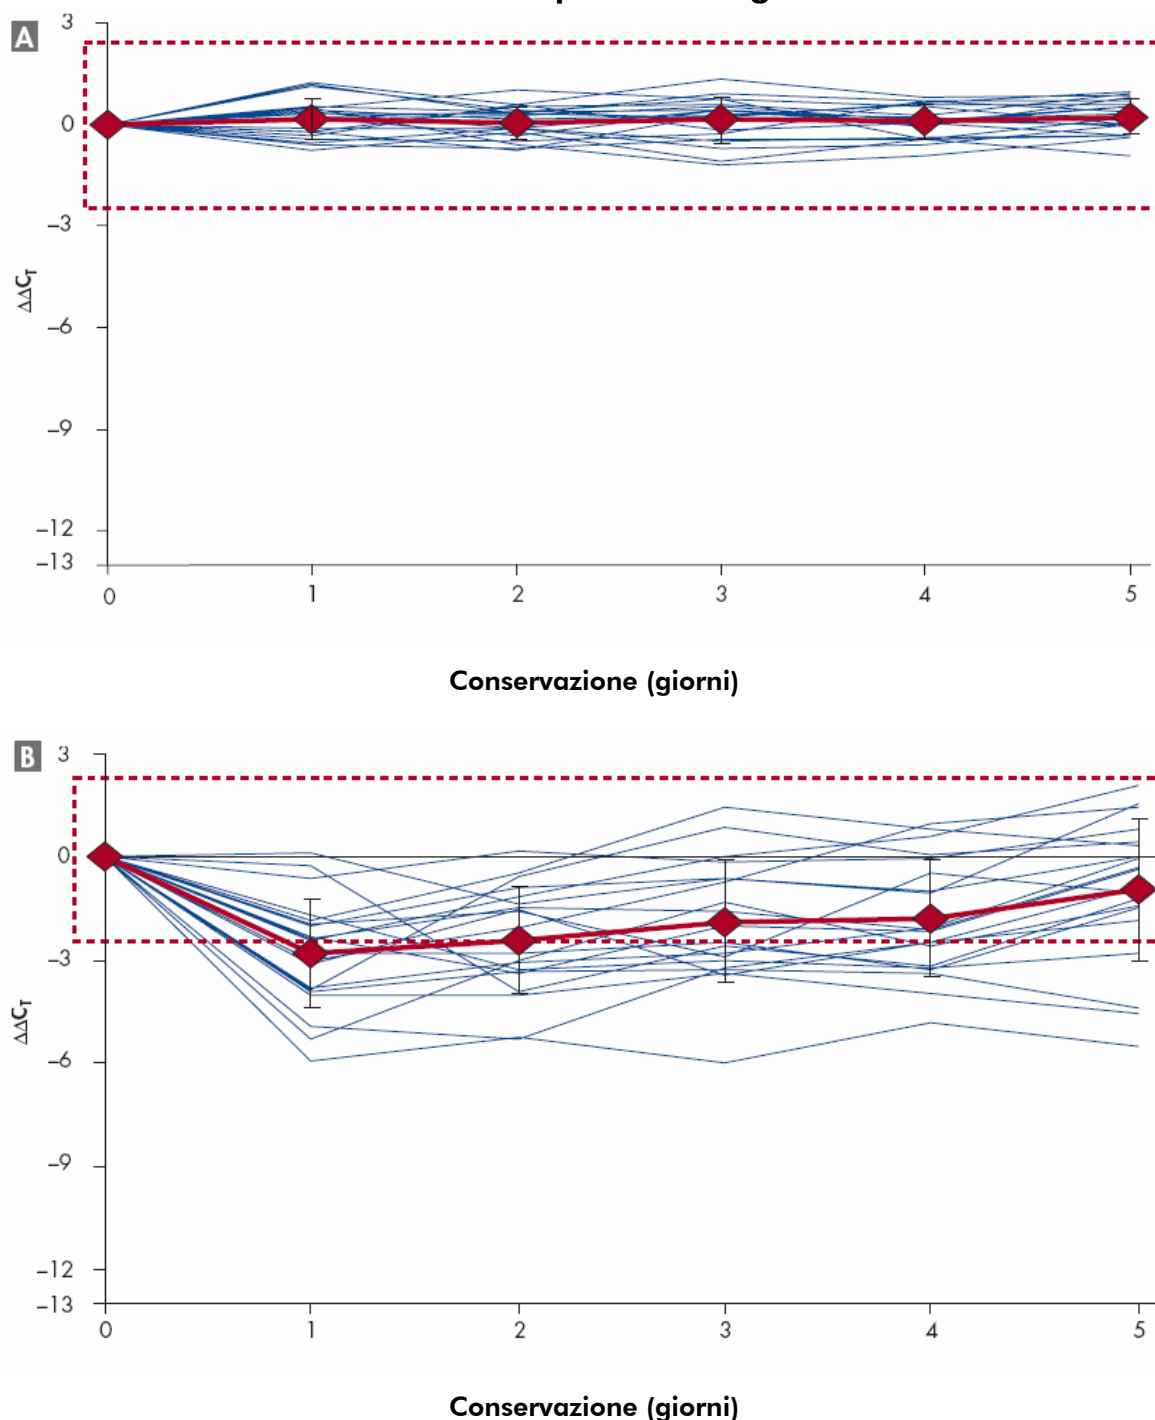 A
3
0
–3
–6
–9
–12
–13
ΔΔCT
0 1 2 3 4 5
Conservazione (giorni)
B
3
0
–3
–6
–9
–12
–13
ΔΔCT
0 1 2 3 4 5
Conservazione (giorni)